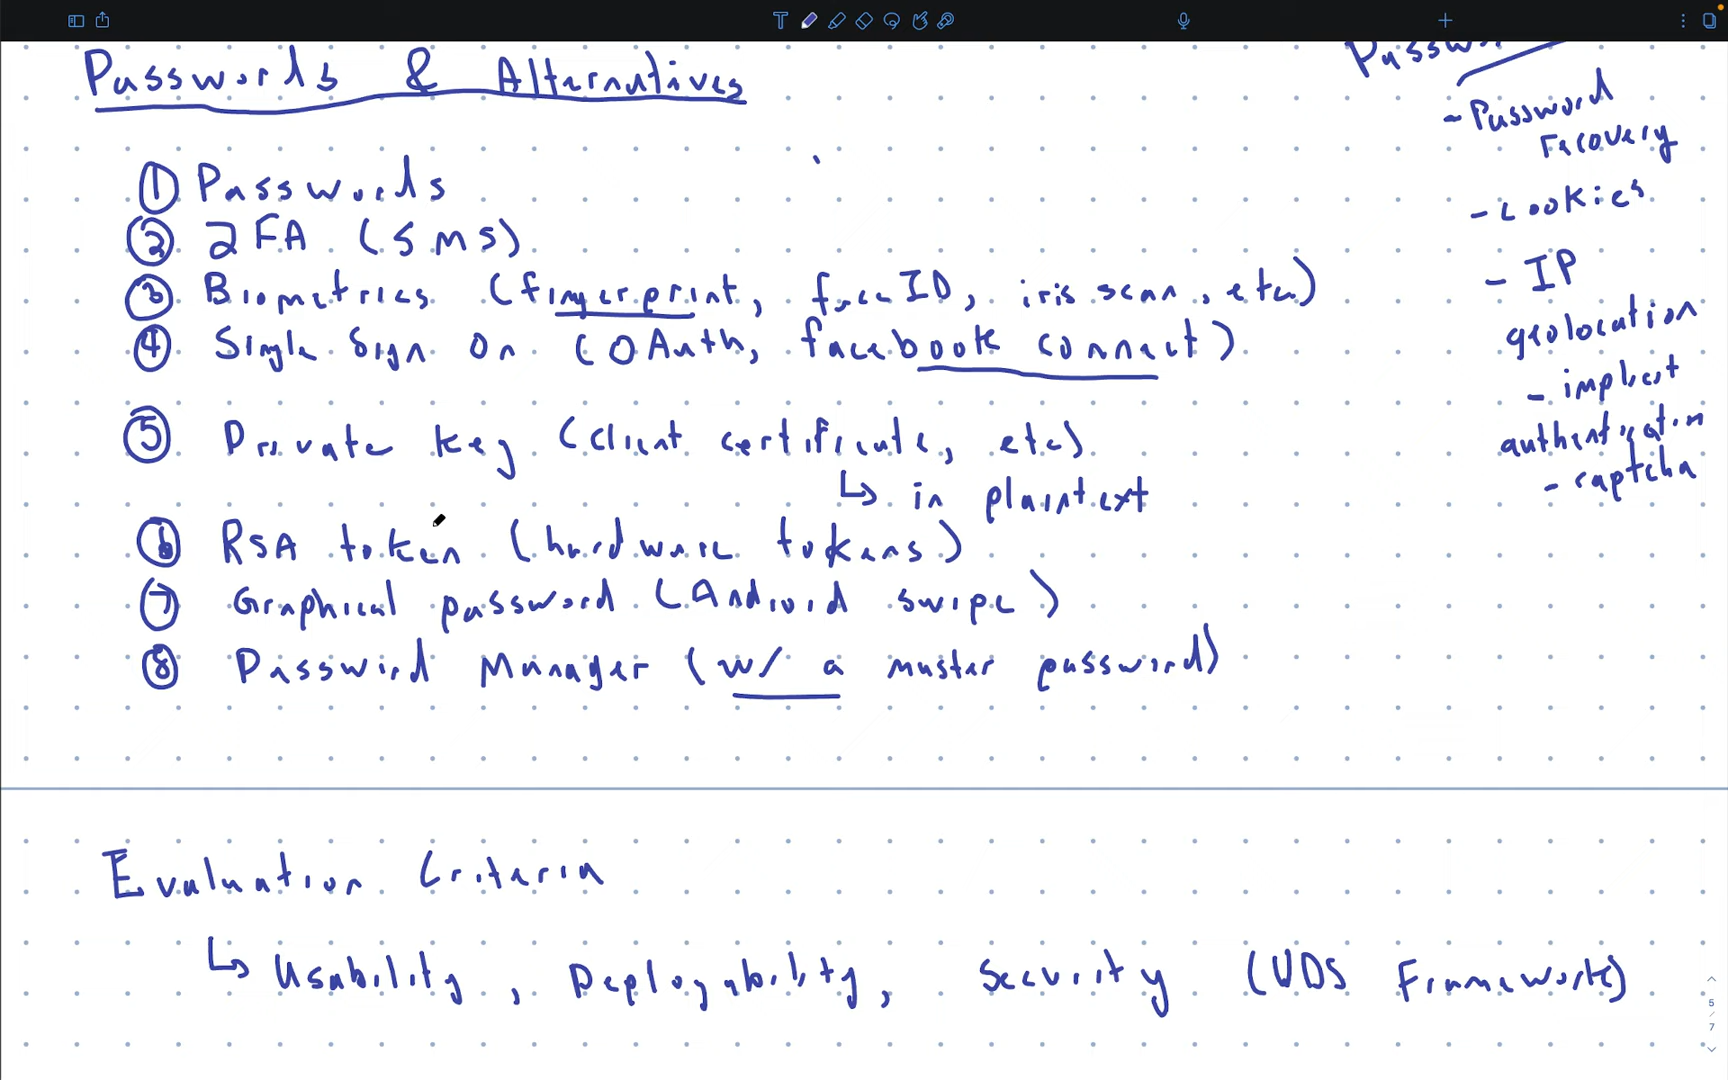 Passwords & Alternatives
① Passwords
② 2FA (SMS)
③ Biometrics (fingerprint, faceID, iris scan, etc)
④ Single Sign On (OAuth, facebook connect)
⑤ Private key (client certificate, etc)
↳ in plaintext
⑥ RSA token (hardware tokens)
⑦ Graphical password (Android swipe)
⑧ Password Manager (w/ a master password)
- Password
recovery
- cookies
- IP
geolocation
- implicit
authentication
- captcha
Evaluation Criteria
↳ Usability, Deployability, Security (UDS Framework)
5
/
7